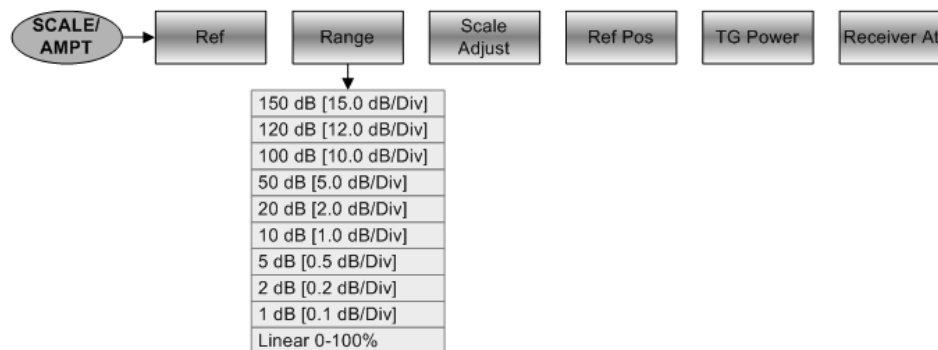 SCALE/
AMPT
Ref
Range
Scale
Adjust
Ref Pos
TG Power
Receiver At
150 dB [15.0 dB/Div]
120 dB [12.0 dB/Div]
100 dB [10.0 dB/Div]
50 dB [5.0 dB/Div]
20 dB [2.0 dB/Div]
10 dB [1.0 dB/Div]
5 dB [0.5 dB/Div]
2 dB [0.2 dB/Div]
1 dB [0.1 dB/Div]
Linear 0-100%